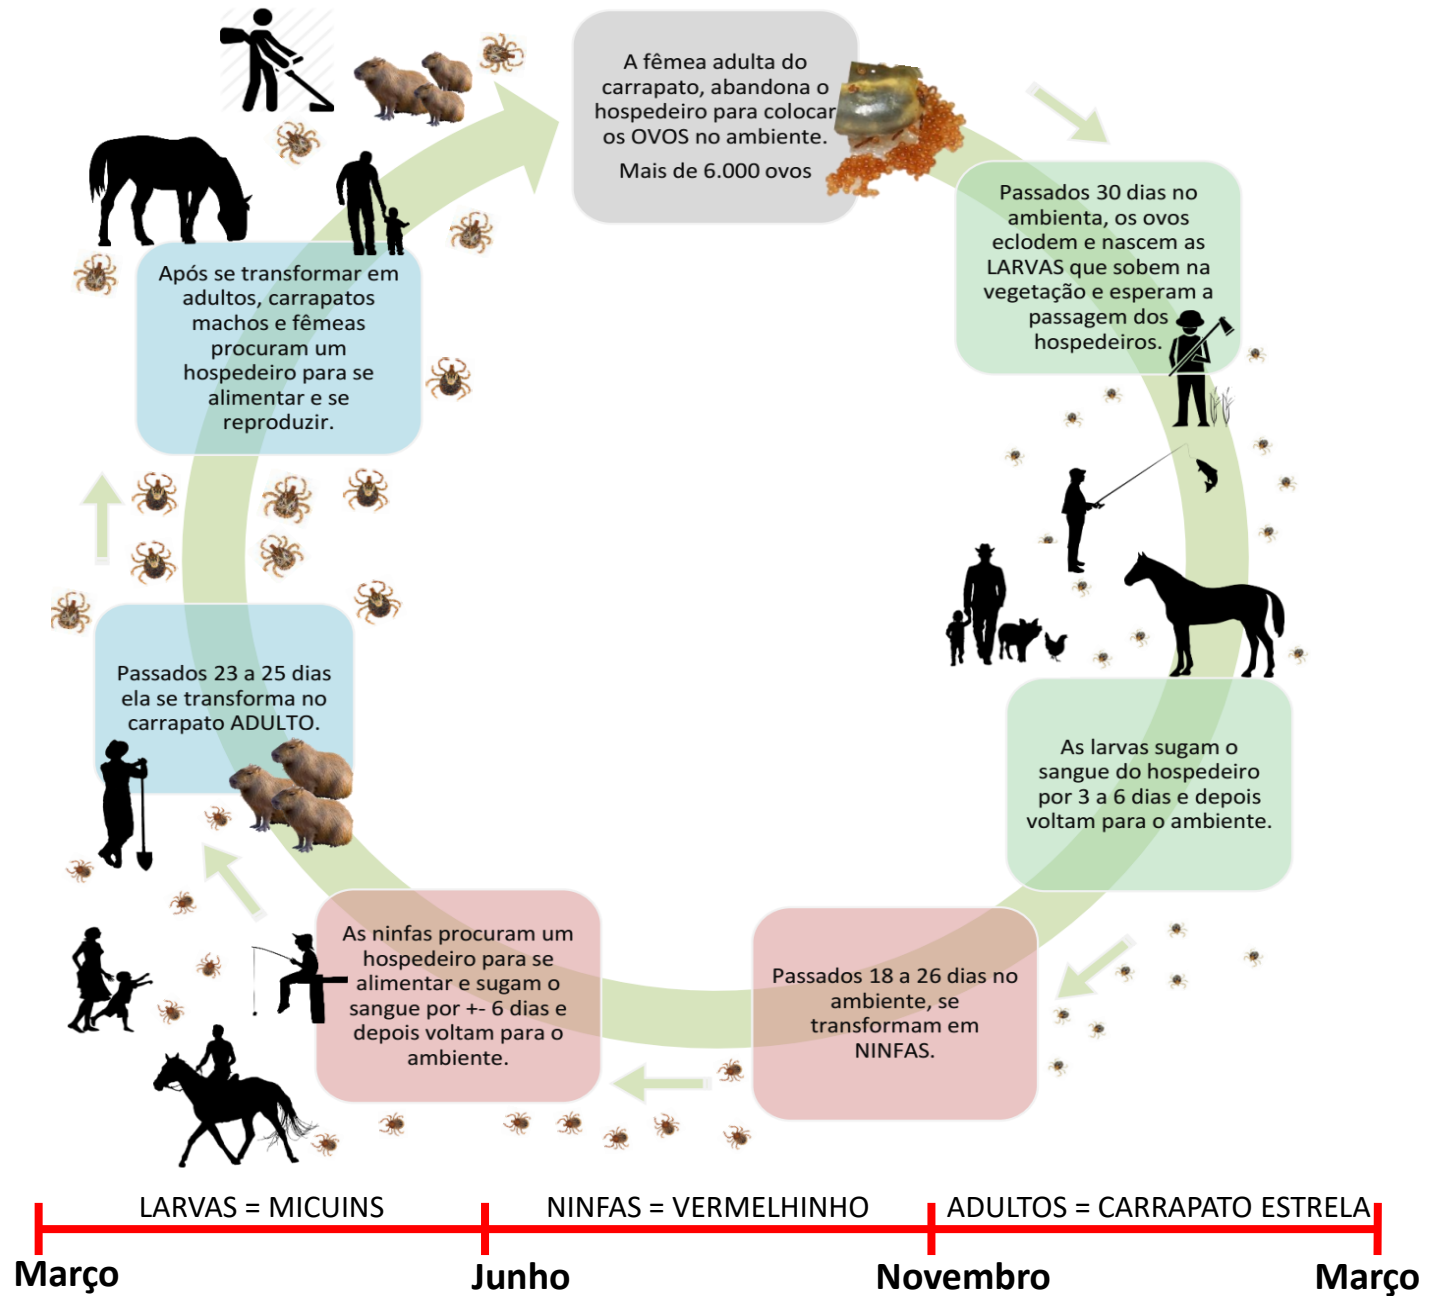 A fêmea adulta do
carrapato, abandona o
hospedeiro para colocar
os OVOS no ambiente.
Mais de 6.000 ovos
Passados 30 dias no
ambienta, os ovos
eclodem e nascem as
LARVAS que sobem na
vegetação e esperam a
passagem dos
hospedeiros.
As larvas sugam o
sangue do hospedeiro
por 3 a 6 dias e depois
voltam para o ambiente.
Passados 18 a 26 dias no
ambiente, se
transformam em
NINFAS.
As ninfas procuram um
hospedeiro para se
alimentar e sugam o
sangue por +- 6 dias e
depois voltam para o
ambiente.
Passados 23 a 25 dias
ela se transforma no
carrapato ADULTO.
Após se transformar em
adultos, carrapatos
machos e fêmeas
procuram um
hospedeiro para se
alimentar e se
reproduzir.
LARVAS = MICUINS
NINFAS = VERMELHINHO
ADULTOS = CARRAPATO ESTRELA
Março
Junho
Novembro
Março